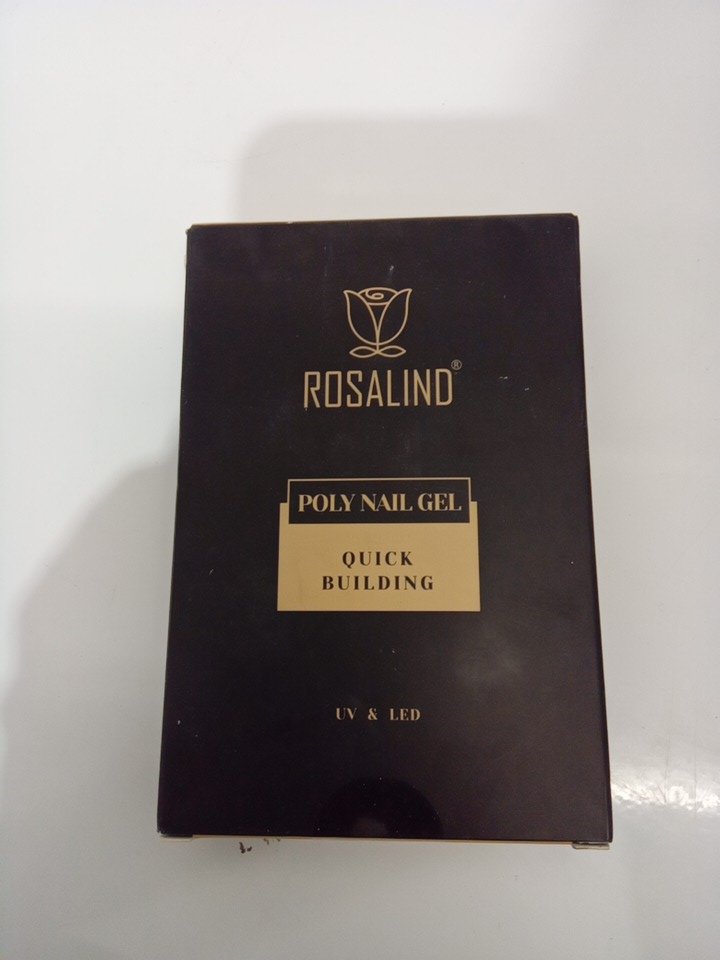 ROSALIND®
POLY NAIL GEL
QUICK
BUILDING
UV & LED